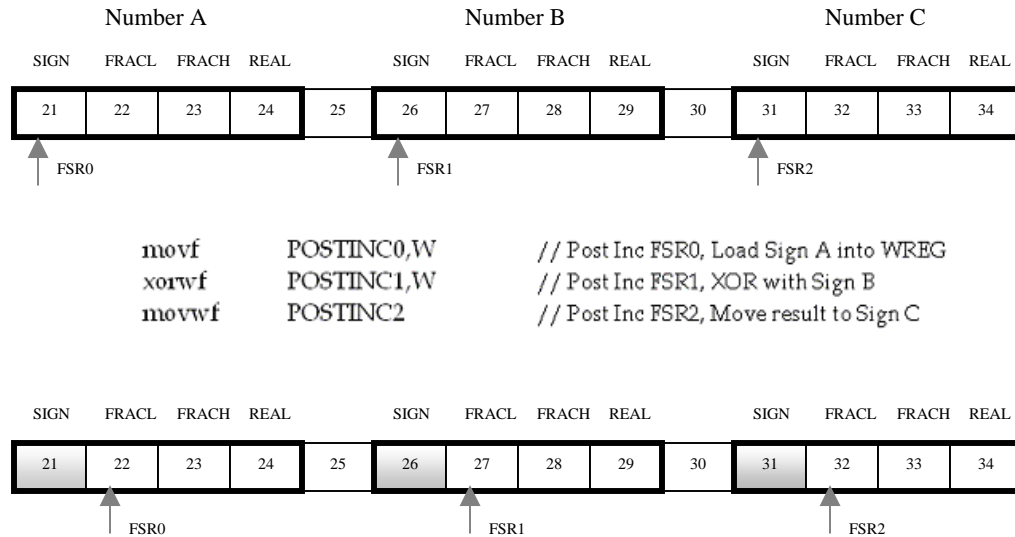 Number A Number B Number C
SIGN FRACL FRACH REAL SIGN FRACL FRACH REAL SIGN FRACL FRACH REAL
21 22 23 24 25 26 27 28 29 30 31 32 33 34
FSR0 FSR1 FSR2
movf POSTINC0,W // Post Inc FSR0, Load Sign A into WREG
xorwf POSTINC1,W // Post Inc FSR1, XOR with Sign B
movwf POSTINC2 // Post Inc FSR2, Move result to Sign C
SIGN FRACL FRACH REAL SIGN FRACL FRACH REAL SIGN FRACL FRACH REAL
21 22 23 24 25 26 27 28 29 30 31 32 33 34
FSR0 FSR1 FSR2